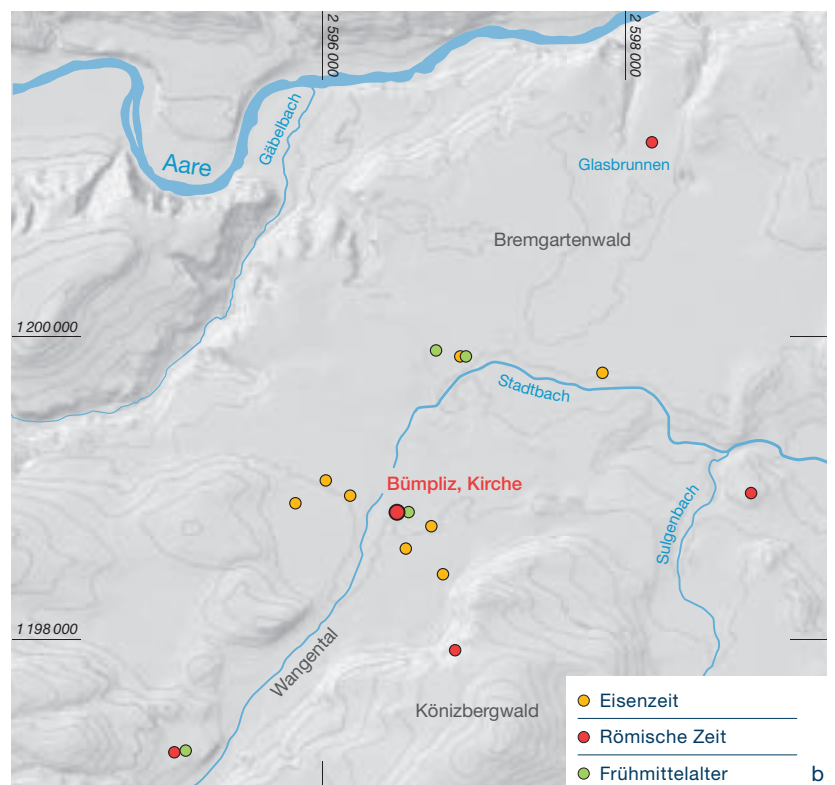 2 596 000
2 598 000
Gäbelbach
Aare
Glasbrunnen
Bremgartenwald
1 200 000
Stadtbach
Bümpliz, Kirche
Sulgenbach
1 198 000
Wangental
Könizbergwald
Eisenzeit
Römische Zeit
Frühmittelalter
b